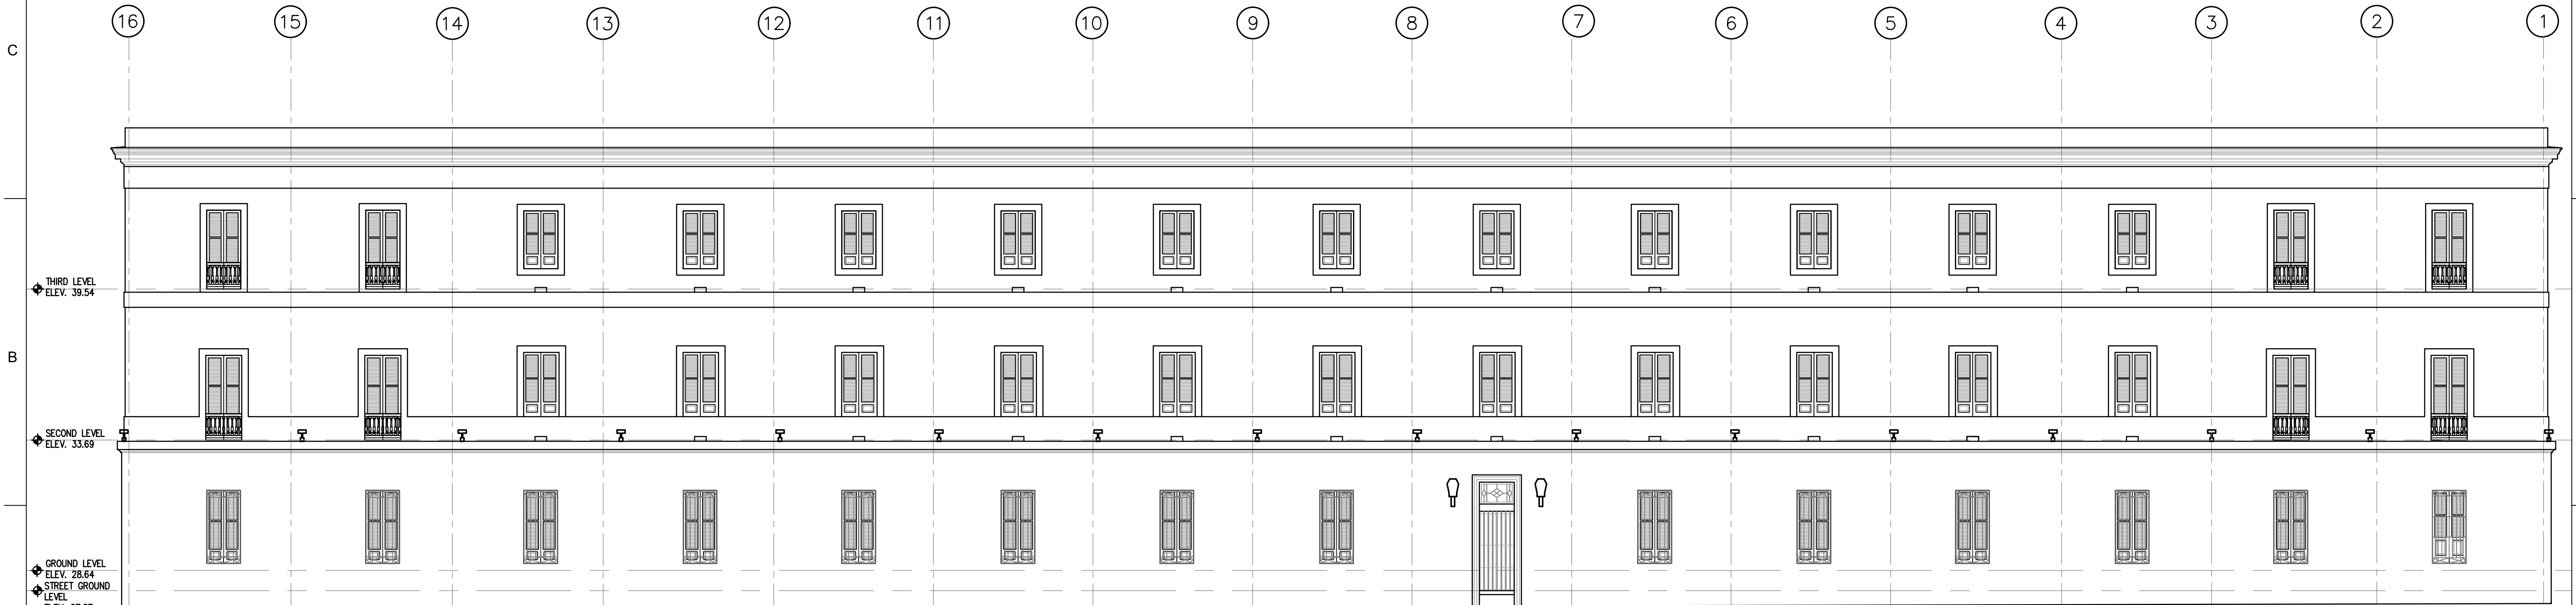 16 15 14 13 12 11 10 9 8 7 6 5 4 3 2 1
C
THIRD LEVEL
ELEV. 39.54
B
SECOND LEVEL
ELEV. 33.69
GROUND LEVEL
ELEV. 28.64
STREET GROUND
LEVEL